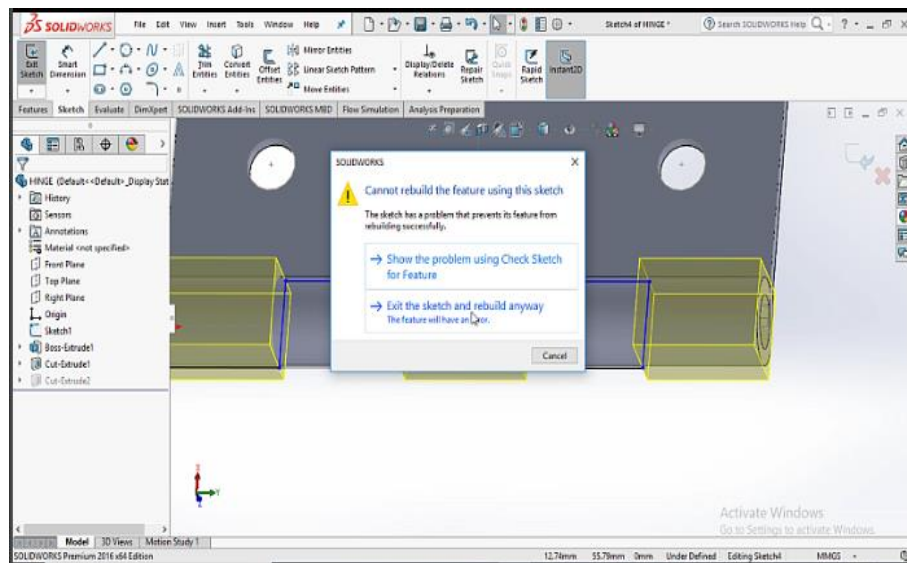 SOLIDWORKS File Edit View Insert Tools Window Help Sketch4 of HINGE * Search SOLIDWORKS Help
Exit Sketch
Smart Dimension
Trim Entities
Convert Entities
Offset Entities
Mirror Entities
Linear Sketch Pattern
Move Entities
Display/Delete Relations
Repair Sketch
Quick Snaps
Rapid Sketch
Instant2D
Features Sketch Evaluate DimXpert SOLIDWORKS Add-Ins SOLIDWORKS MBD Flow Simulation Analysis Preparation
HINGE (Default<<Default>_Display Stat
History
Sensors
Annotations
Material <not specified>
Front Plane
Top Plane
Right Plane
Origin
Sketch1
Boss-Extrude1
Cut-Extrude1
Cut-Extrude2
SOLIDWORKS
Cannot rebuild the feature using this sketch
The sketch has a problem that prevents its feature from
rebuilding successfully.
Show the problem using Check Sketch
for Feature
Exit the sketch and rebuild anyway
The feature will have an error.
Cancel
Activate Windows
Go to Settings to activate Windows.
Model 3D Views Motion Study 1
SOLIDWORKS Premium 2016 x64 Edition 12.74mm 55.79mm 0mm Under Defined Editing Sketch4 MMGS